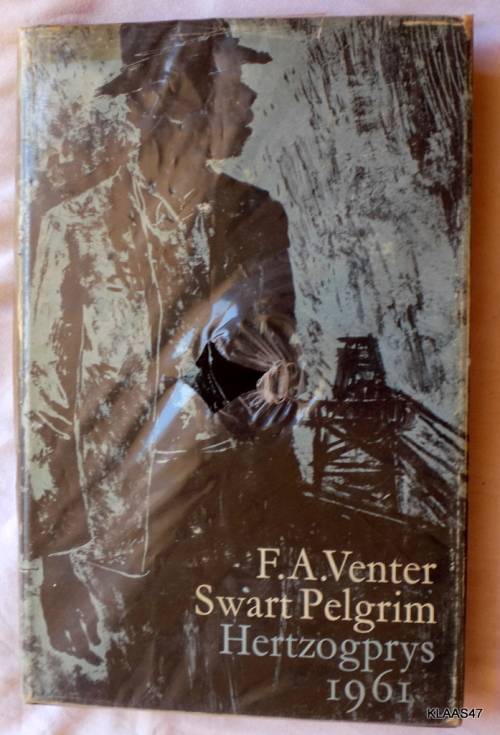 F.A.Venter
Swart Pelgrim
Hertzogprys
1961
KLAAS47